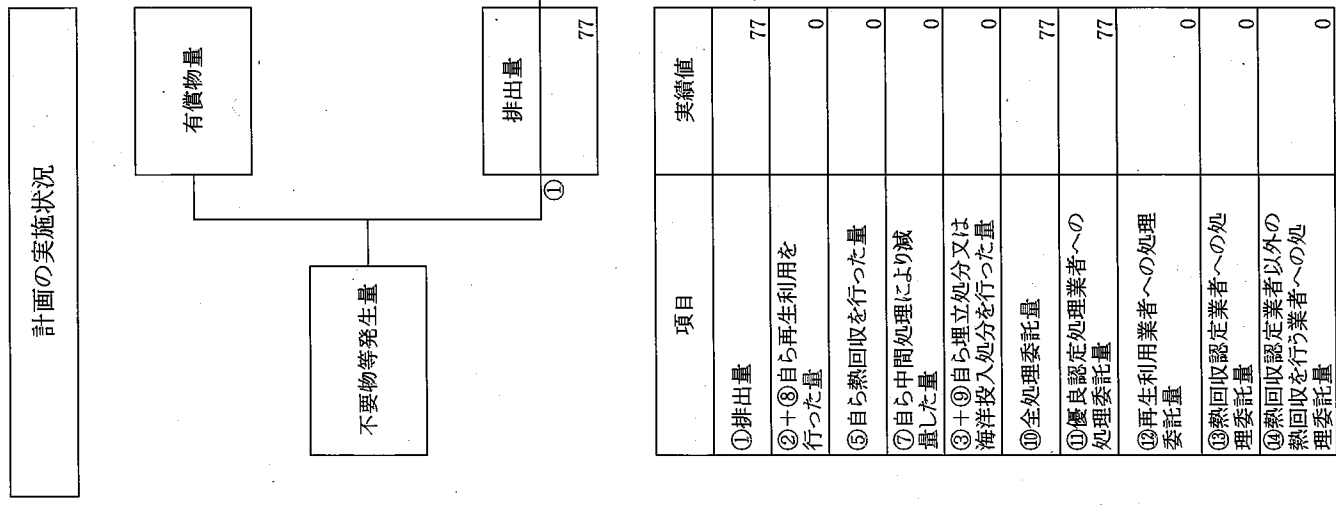 計画の実施状況
有償物量
不要物等発生量
排出量
①
77
項目
実績値
①排出量
77
②+⑧自ら再生利用を
行った量
0
⑤自ら熱回収を行った量
0
⑦自ら中間処理により減
量した量
0
③+⑨自ら埋立処分又は
海洋投入処分を行った量
0
⑩全処理委託量
77
⑪優良認定処理業者への
処理委託量
77
⑫再生利用業者への処理
委託量
0
⑬熱回収認定業者への処
理委託量
0
⑭熱回収認定業者以外の
熱回収を行う業者への処
理委託量
0